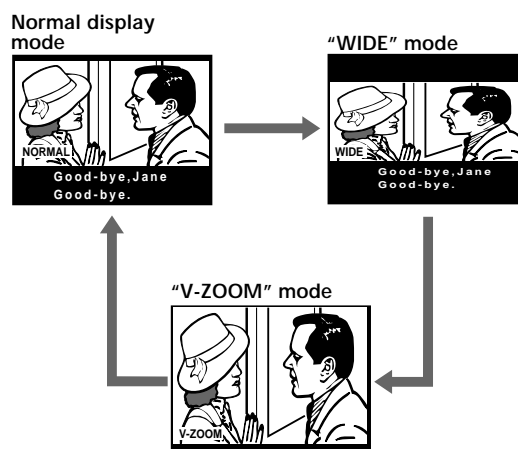 Normal display
mode
NORMAL
Good-bye,Jane
Good-bye.
“WIDE” mode
WIDE
Good-bye,Jane
Good-bye.
“V-ZOOM” mode
V-ZOOM